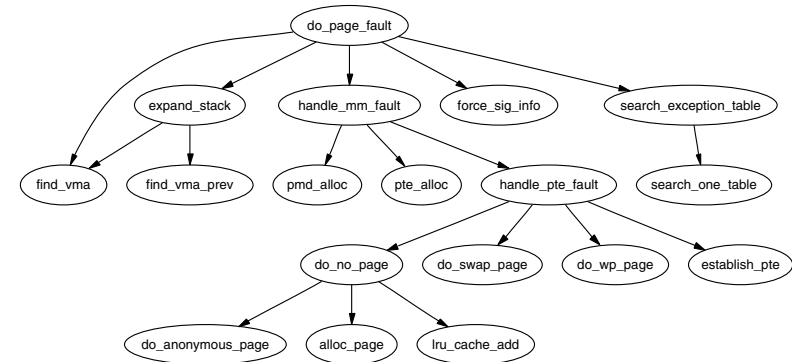 do_page_fault
expand_stack
handle_mm_fault
force_sig_info
search_exception_table
find_vma
find_vma_prev
pmd_alloc
pte_alloc
handle_pte_fault
search_one_table
do_no_page
do_swap_page
do_wp_page
establish_pte
do_anonymous_page
alloc_page
lru_cache_add